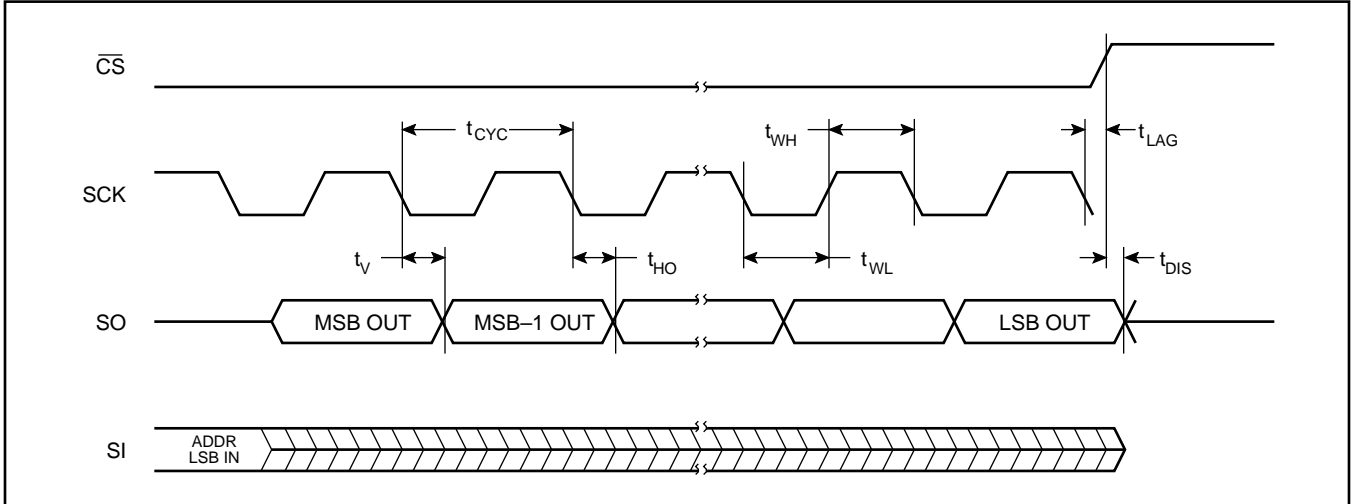 CS
tCYC
tWH
tLAG
SCK
tV
tHO
tWL
tDIS
SO
MSB OUT
MSB–1 OUT
LSB OUT
SI
ADDR
LSB IN